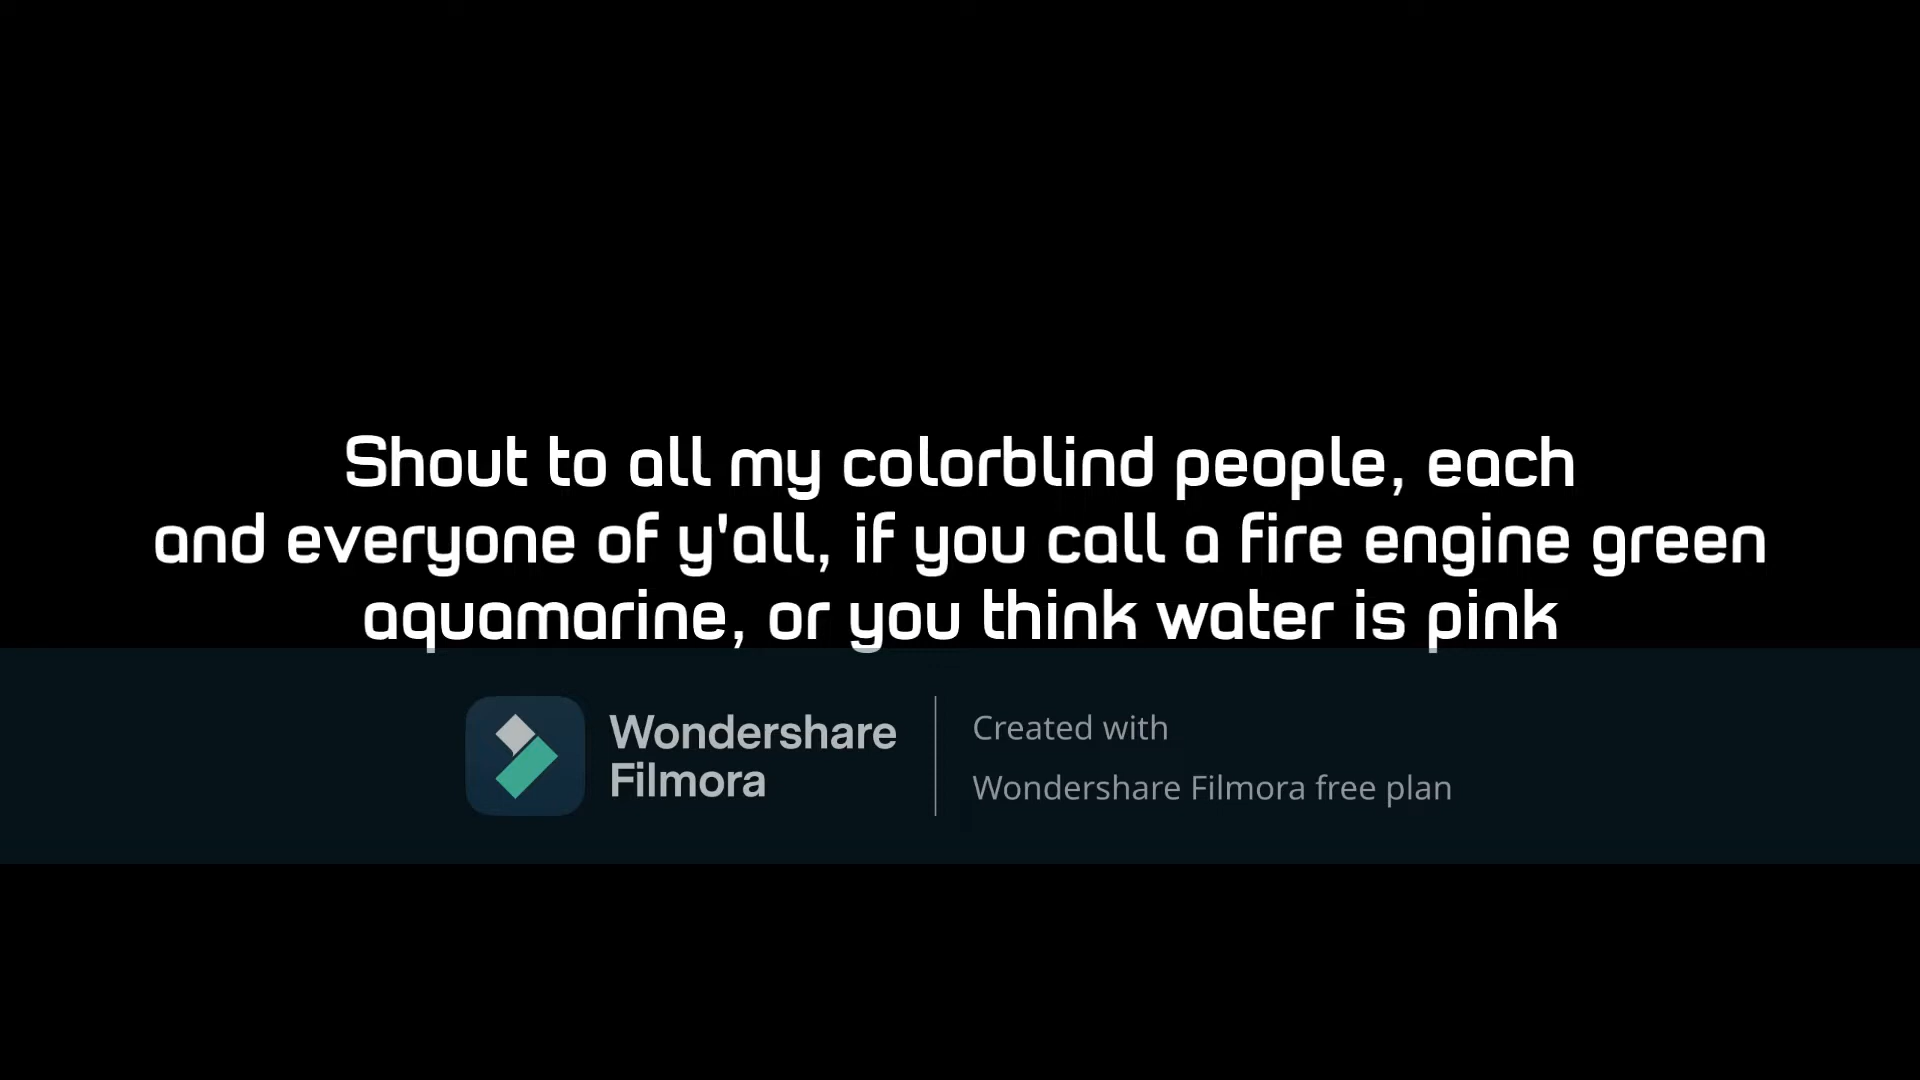 Shout to all my colorblind people, each
and everyone of y'all, if you call a fire engine green
aquamarine, or you think water is pink
Wondershare
Filmora
Created with
Wondershare Filmora free plan